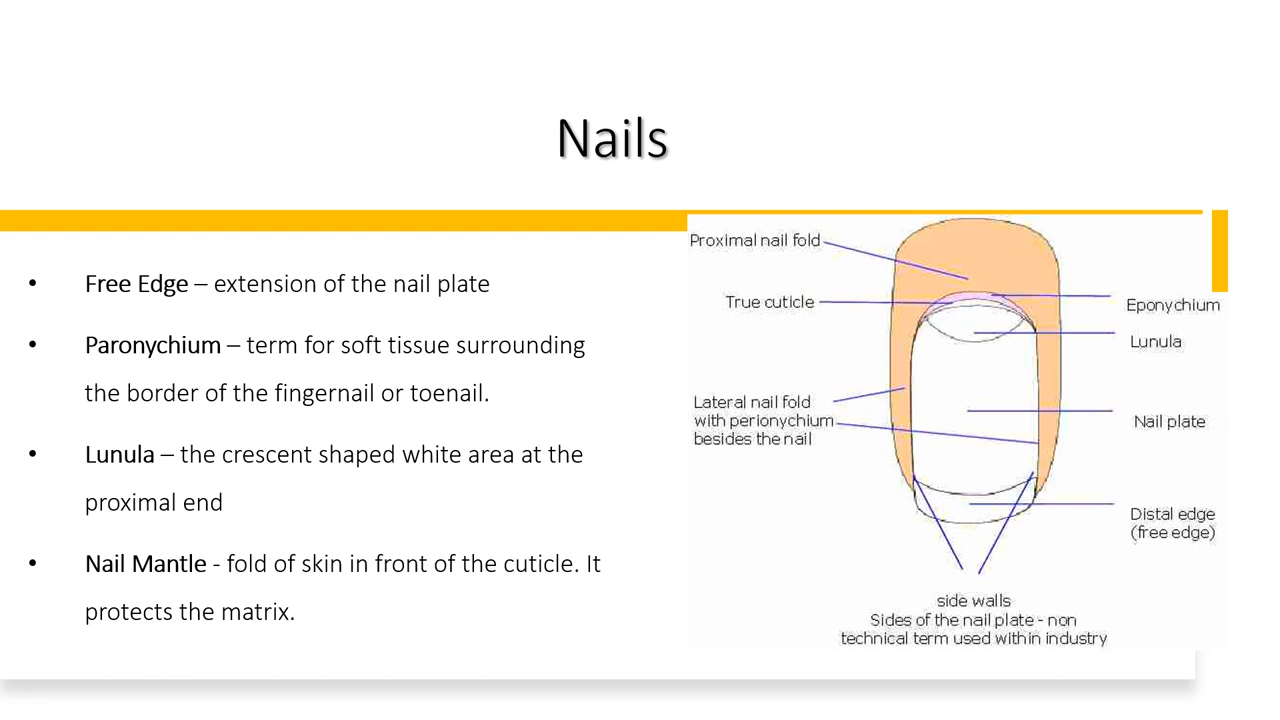 Nails
• Free Edge – extension of the nail plate
• Paronychium – term for soft tissue surrounding
the border of the fingernail or toenail.
• Lunula – the crescent shaped white area at the
proximal end
• Nail Mantle - fold of skin in front of the cuticle. It
protects the matrix.
Proximal nail fold
True cuticle
Eponychium
Lunula
Lateral nail fold
with perionychium
besides the nail
Nail plate
Distal edge
(free edge)
side walls
Sides of the nail plate - non
technical term used within industry